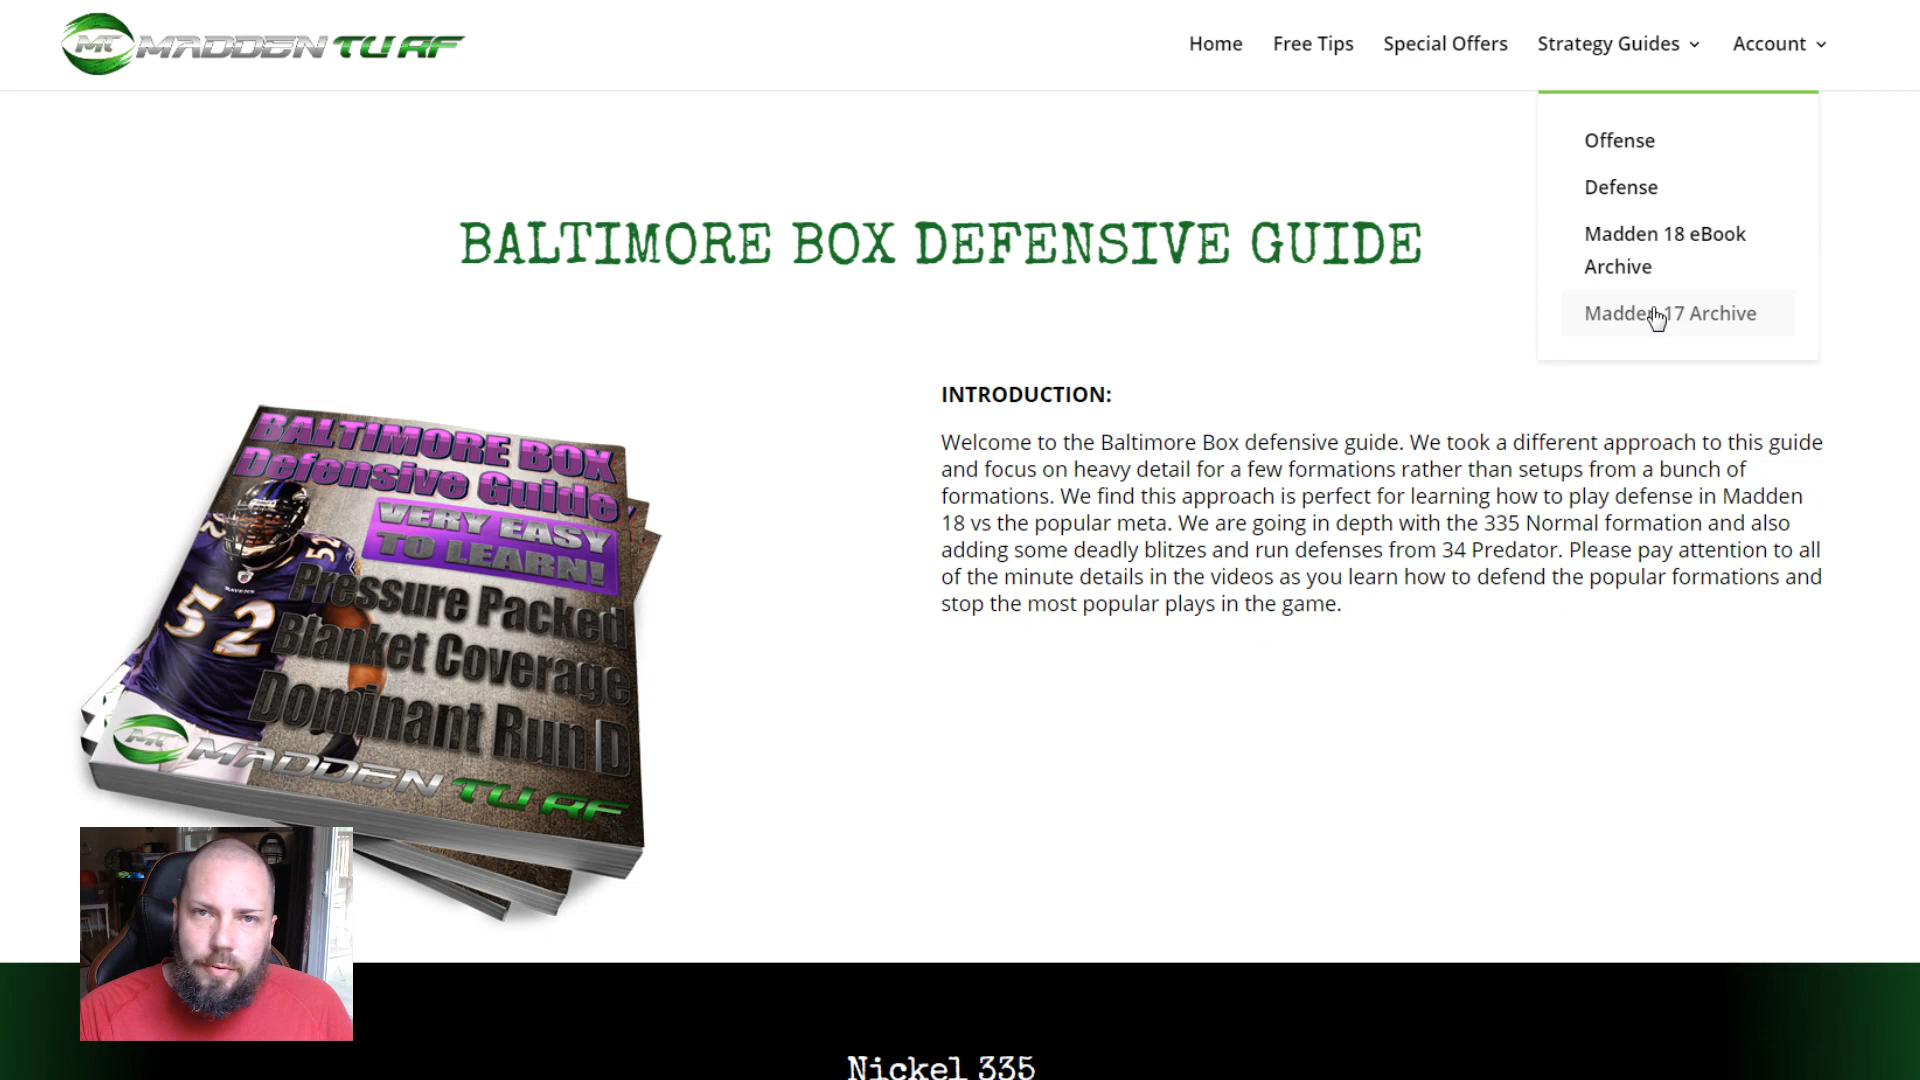 MT MADDEN TURF
Home Free Tips Special Offers Strategy Guides Account
Offense
Defense
Madden 18 eBook
Archive
Madden 17 Archive
BALTIMORE BOX DEFENSIVE GUIDE
INTRODUCTION:
Welcome to the Baltimore Box defensive guide. We took a different approach to this guide
and focus on heavy detail for a few formations rather than setups from a bunch of
formations. We find this approach is perfect for learning how to play defense in Madden
18 vs the popular meta. We are going in depth with the 335 Normal formation and also
adding some deadly blitzes and run defenses from 34 Predator. Please pay attention to all
of the minute details in the videos as you learn how to defend the popular formations and
stop the most popular plays in the game.
BALTIMORE BOX
Defensive Guide
VERY EASY
TO LEARN!
Pressure Packed
Blanket Coverage
Dominant Run D
52
RAVENS
52
MT MADDEN TURF
Nickel 335